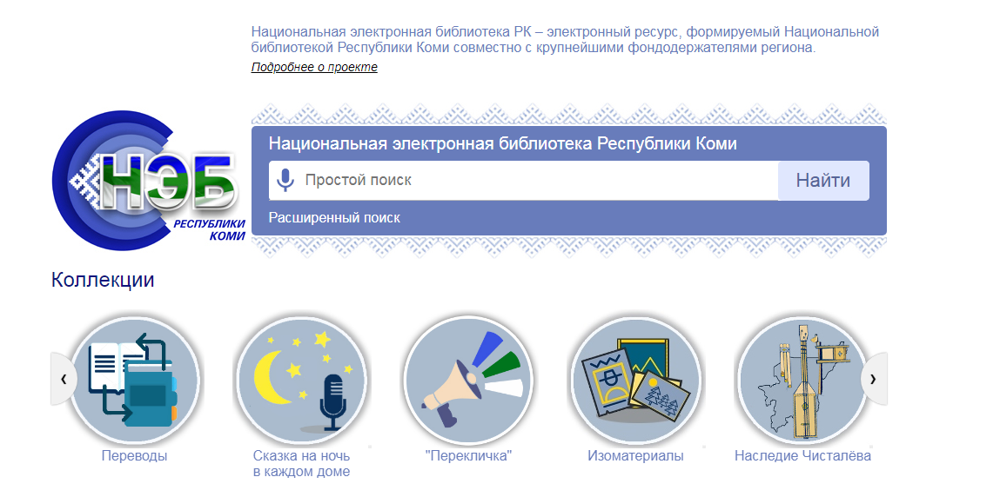 Национальная электронная библиотека РК – электронный ресурс, формируемый Национальной
библиотекой Республики Коми совместно с крупнейшими фондодержателями региона.
Подробнее о проекте
НЭБ
РЕСПУБЛИКИ
КОМИ
Национальная электронная библиотека Республики Коми
Простой поиск
Найти
Расширенный поиск
Коллекции
‹
›
Переводы
Сказка на ночь
в каждом доме
"Перекличка"
Изоматериалы
Наследие Чисталёва